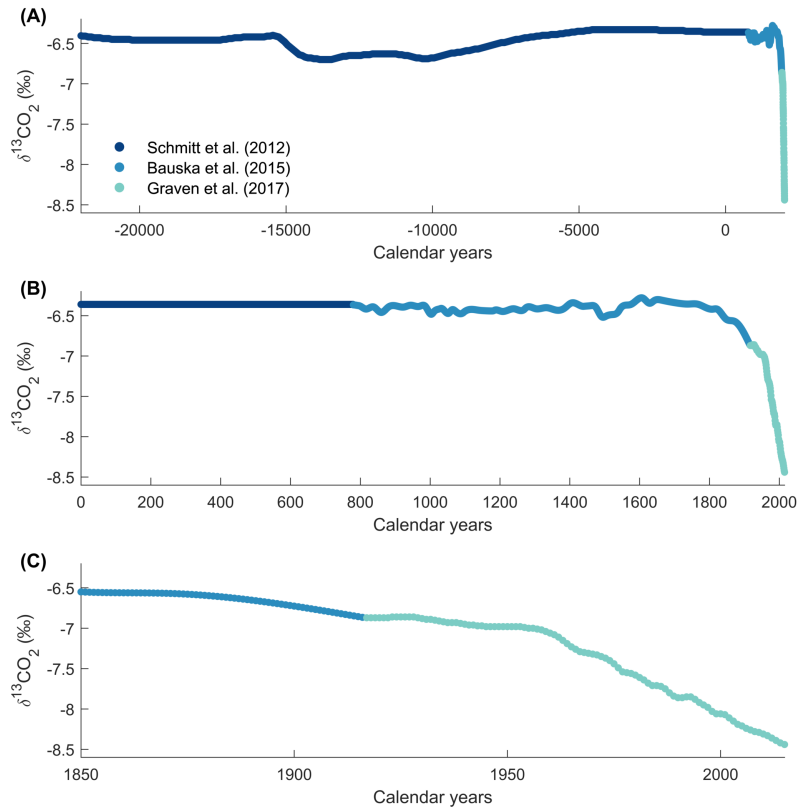 (A)
-6.5
-7
-7.5
-8
-8.5
δ13CO2 (‰)
Schmitt et al. (2012)
Bauska et al. (2015)
Graven et al. (2017)
-20000 -15000 -10000 -5000 0
Calendar years
(B)
-6.5
-7
-7.5
-8
-8.5
δ13CO2 (‰)
0 200 400 600 800 1000 1200 1400 1600 1800 2000
Calendar years
(C)
-6.5
-7
-7.5
-8
-8.5
δ13CO2 (‰)
1850 1900 1950 2000
Calendar years